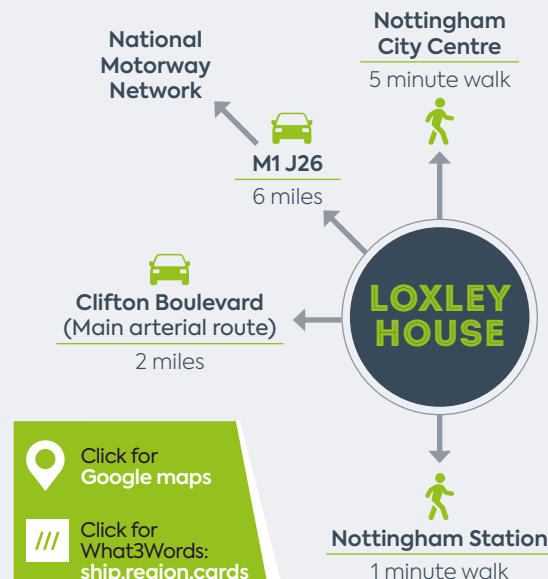 National
Motorway
Network
Nottingham
City Centre
5 minute walk
M1 J26
6 miles
LOXLEY
HOUSE
Clifton Boulevard
(Main arterial route)
2 miles
Click for
Google maps
///
Click for
What3Words:
ship.region.cards
Nottingham Station
1 minute walk